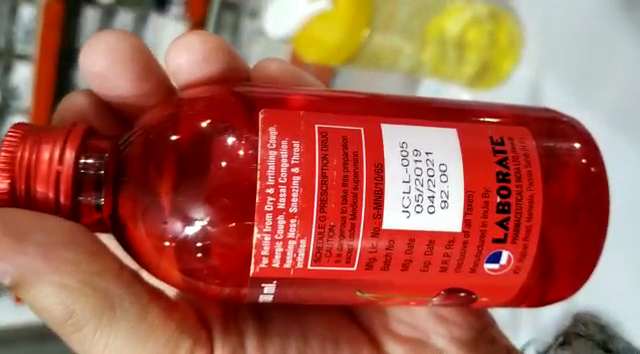 For Relief from Dry & Irritating Cough,
Allergic Cough, Nasal Congestion,
Running Nose, Sneezing & Throat
Irritation.
SCHEDULE G PRESCRIPTION DRUG
- CAUTION
It is dangerous to take this preparation
except under Medical supervision
Mfg. Lic. No.: S-MNB/10/65
Batch No. JCLL-005
Mfg. Date 05/2019
Exp. Date 04/2021
M.R.P. Rs. 92.00
(Inclusive of all Taxes)
Manufactured in India By
LABORATE
PHARMACEUTICALS INDIA LTD.
ml.